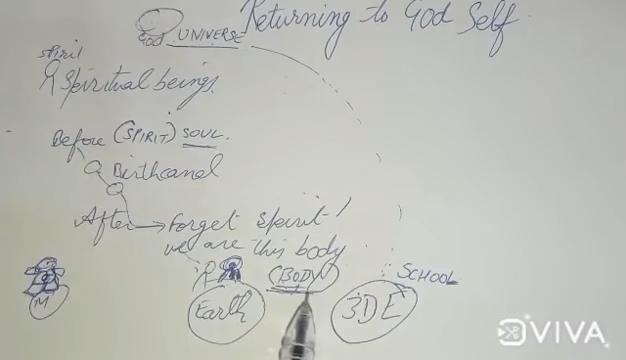 Returning to God Self
God UNIVERSE
spirit
Spiritual beings.
Before (SPIRIT) SOUL.
Birthcanel
After → Forget Spirit
we are this body
(BODY)
SCHOOL
M
Earth
3DE
VIVA